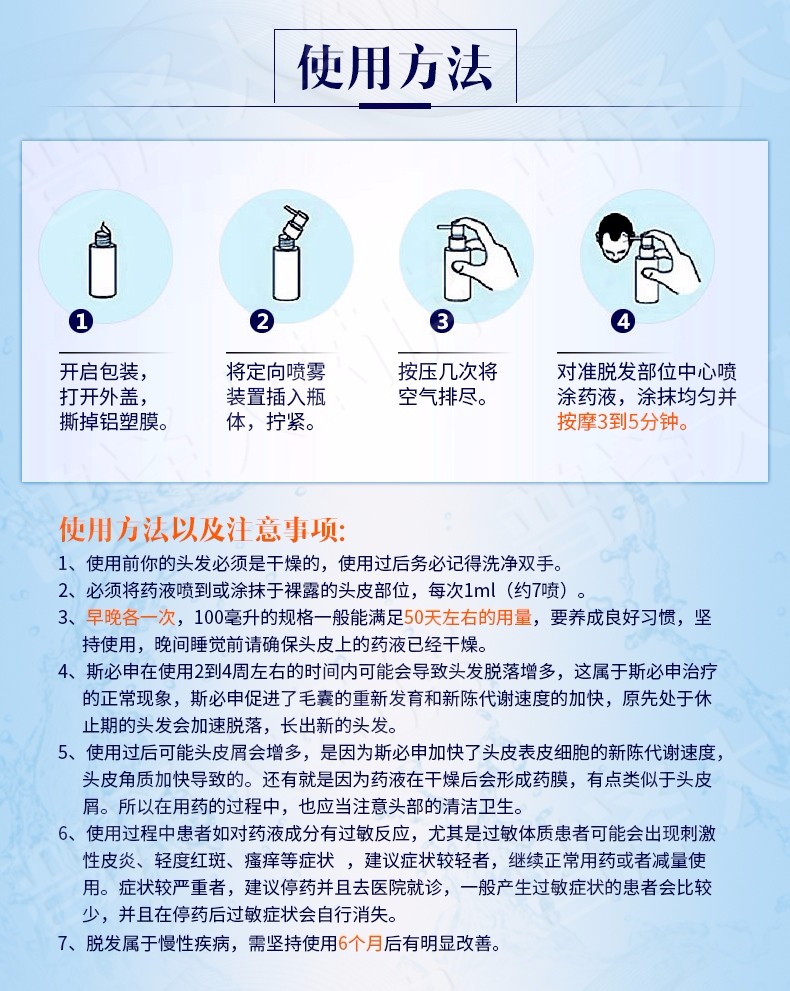 使用方法
1
开启包装，
打开外盖，
撕掉铝塑膜。
2
将定向喷雾
装置插入瓶
体，拧紧。
3
按压几次将
空气排尽。
4
对准脱发部位中心喷
涂药液，涂抹均匀并
按摩3到5分钟。
使用方法以及注意事项:
1、使用前你的头发必须是干燥的，使用过后务必记得洗净双手。
2、必须将药液喷到或涂抹于裸露的头皮部位，每次1ml（约7喷）。
3、早晚各一次，100毫升的规格一般能满足50天左右的用量，要养成良好习惯，坚
持使用，晚间睡觉前请确保头皮上的药液已经干燥。
4、斯必申在使用2到4周左右的时间内可能会导致头发脱落增多，这属于斯必申治疗
的正常现象，斯必申促进了毛囊的重新发育和新陈代谢速度的加快，原先处于休
止期的头发会加速脱落，长出新的头发。
5、使用过后可能头皮屑会增多，是因为斯必申加快了头皮表皮细胞的新陈代谢速度，
头皮角质加快导致的。还有就是因为药液在干燥后会形成药膜，有点类似于头皮
屑。所以在用药的过程中，也应当注意头部的清洁卫生。
6、使用过程中患者如对药液成分有过敏反应，尤其是过敏体质患者可能会出现刺激
性皮炎、轻度红斑、瘙痒等症状 ，建议症状较轻者，继续正常用药或者减量使
用。症状较严重者，建议停药并且去医院就诊，一般产生过敏症状的患者会比较
少，并且在停药后过敏症状会自行消失。
7、脱发属于慢性疾病，需坚持使用6个月后有明显改善。